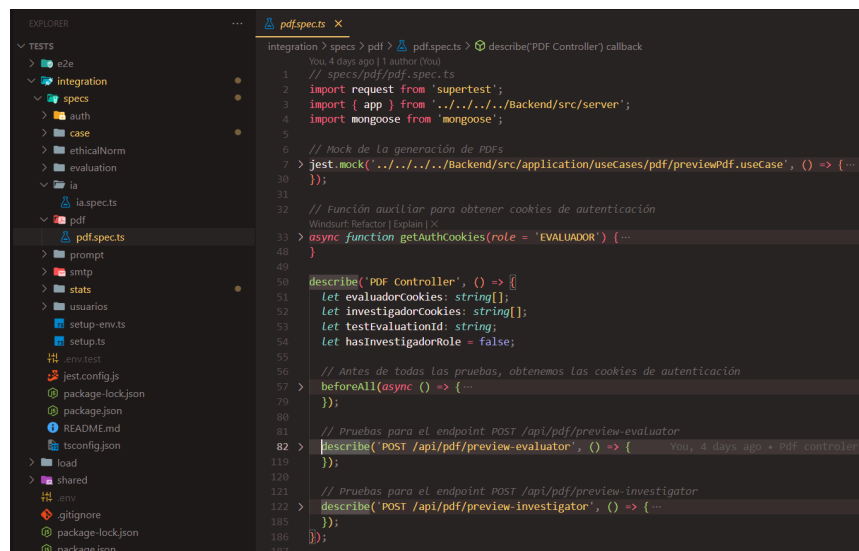 EXPLORER
···
TESTS
e2e
integration
specs
auth
case
ethicalNorm
evaluation
ia
ia.spec.ts
pdf
pdf.spec.ts
prompt
smtp
stats
usuarios
setup-env.ts
setup.ts
.env.test
jest.config.js
package-lock.json
package.json
README.md
tsconfig.json
load
shared
.env
.gitignore
package-lock.json
package.json
pdf.spec.ts ×
integration > specs > pdf > pdf.spec.ts > describe('PDF Controller') callback
You, 4 days ago | 1 author (You)
1 // specs/pdf/pdf.spec.ts
2 import request from 'supertest';
3 import { app } from '../../../../Backend/src/server';
4 import mongoose from 'mongoose';
5
6 // Mock de la generación de PDFs
7 > jest.mock('../../../../Backend/src/application/useCases/pdf/previewPdf.useCase', () => {···
30 });
31
32 // Función auxiliar para obtener cookies de autenticación
Windsurf: Refactor | Explain | ×
33 > async function getAuthCookies(role = 'EVALUADOR') {···
48 }
49
50 describe('PDF Controller', () => {
51 let evaluadorCookies: string[];
52 let investigadorCookies: string[];
53 let testEvaluationId: string;
54 let hasInvestigadorRole = false;
55
56 // Antes de todas las pruebas, obtenemos las cookies de autenticación
57 > beforeAll(async () => {···
79 });
80
81 // Pruebas para el endpoint POST /api/pdf/preview-evaluator
82 > describe('POST /api/pdf/preview-evaluator', () => { You, 4 days ago • Pdf controler
119 });
120
121 // Pruebas para el endpoint POST /api/pdf/preview-investigator
122 > describe('POST /api/pdf/preview-investigator', () => {···
185 });
186 });